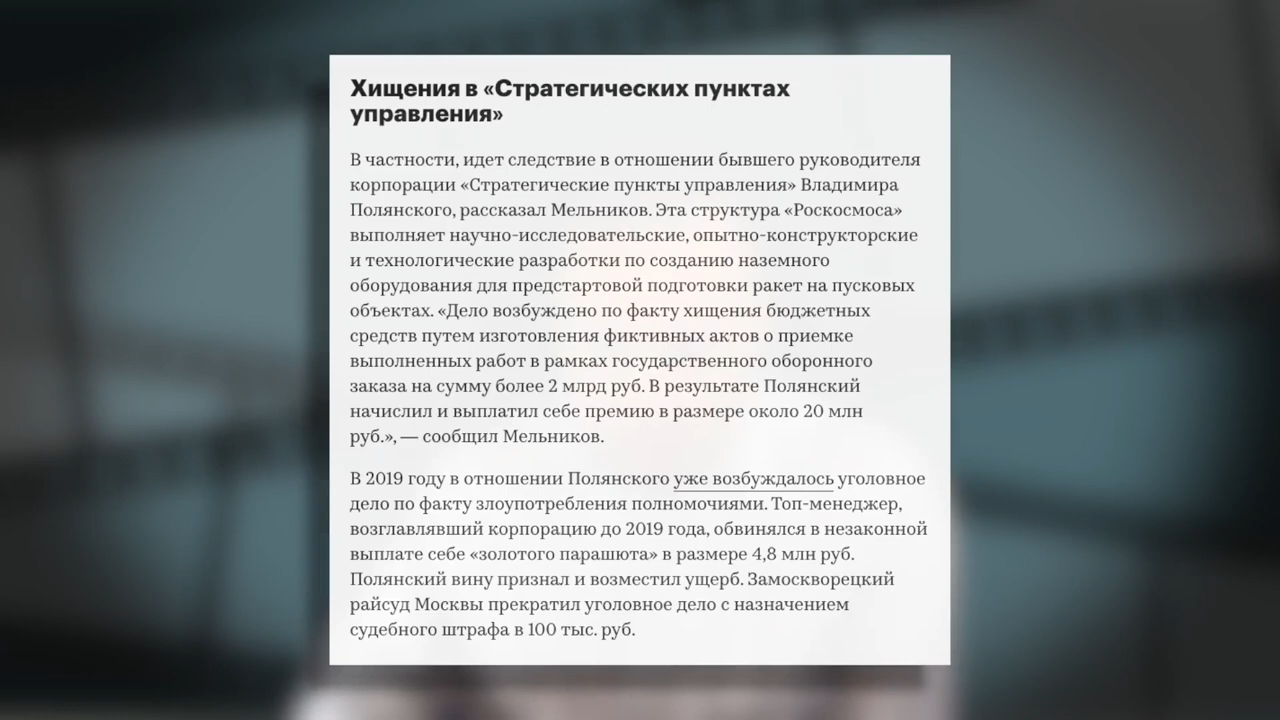 Хищения в «Стратегических пунктах
управления»
В частности, идет следствие в отношении бывшего руководителя
корпорации «Стратегические пункты управления» Владимира
Полянского, рассказал Мельников. Эта структура «Роскосмоса»
выполняет научно-исследовательские, опытно-конструкторские
и технологические разработки по созданию наземного
оборудования для предстартовой подготовки ракет на пусковых
объектах. «Дело возбуждено по факту хищения бюджетных
средств путем изготовления фиктивных актов о приемке
выполненных работ в рамках государственного оборонного
заказа на сумму более 2 млрд руб. В результате Полянский
начислил и выплатил себе премию в размере около 20 млн
руб.», — сообщил Мельников.
В 2019 году в отношении Полянского уже возбуждалось уголовное
дело по факту злоупотребления полномочиями. Топ-менеджер,
возглавлявший корпорацию до 2019 года, обвинялся в незаконной
выплате себе «золотого парашюта» в размере 4,8 млн руб.
Полянский вину признал и возместил ущерб. Замоскворецкий
райсуд Москвы прекратил уголовное дело с назначением
судебного штрафа в 100 тыс. руб.